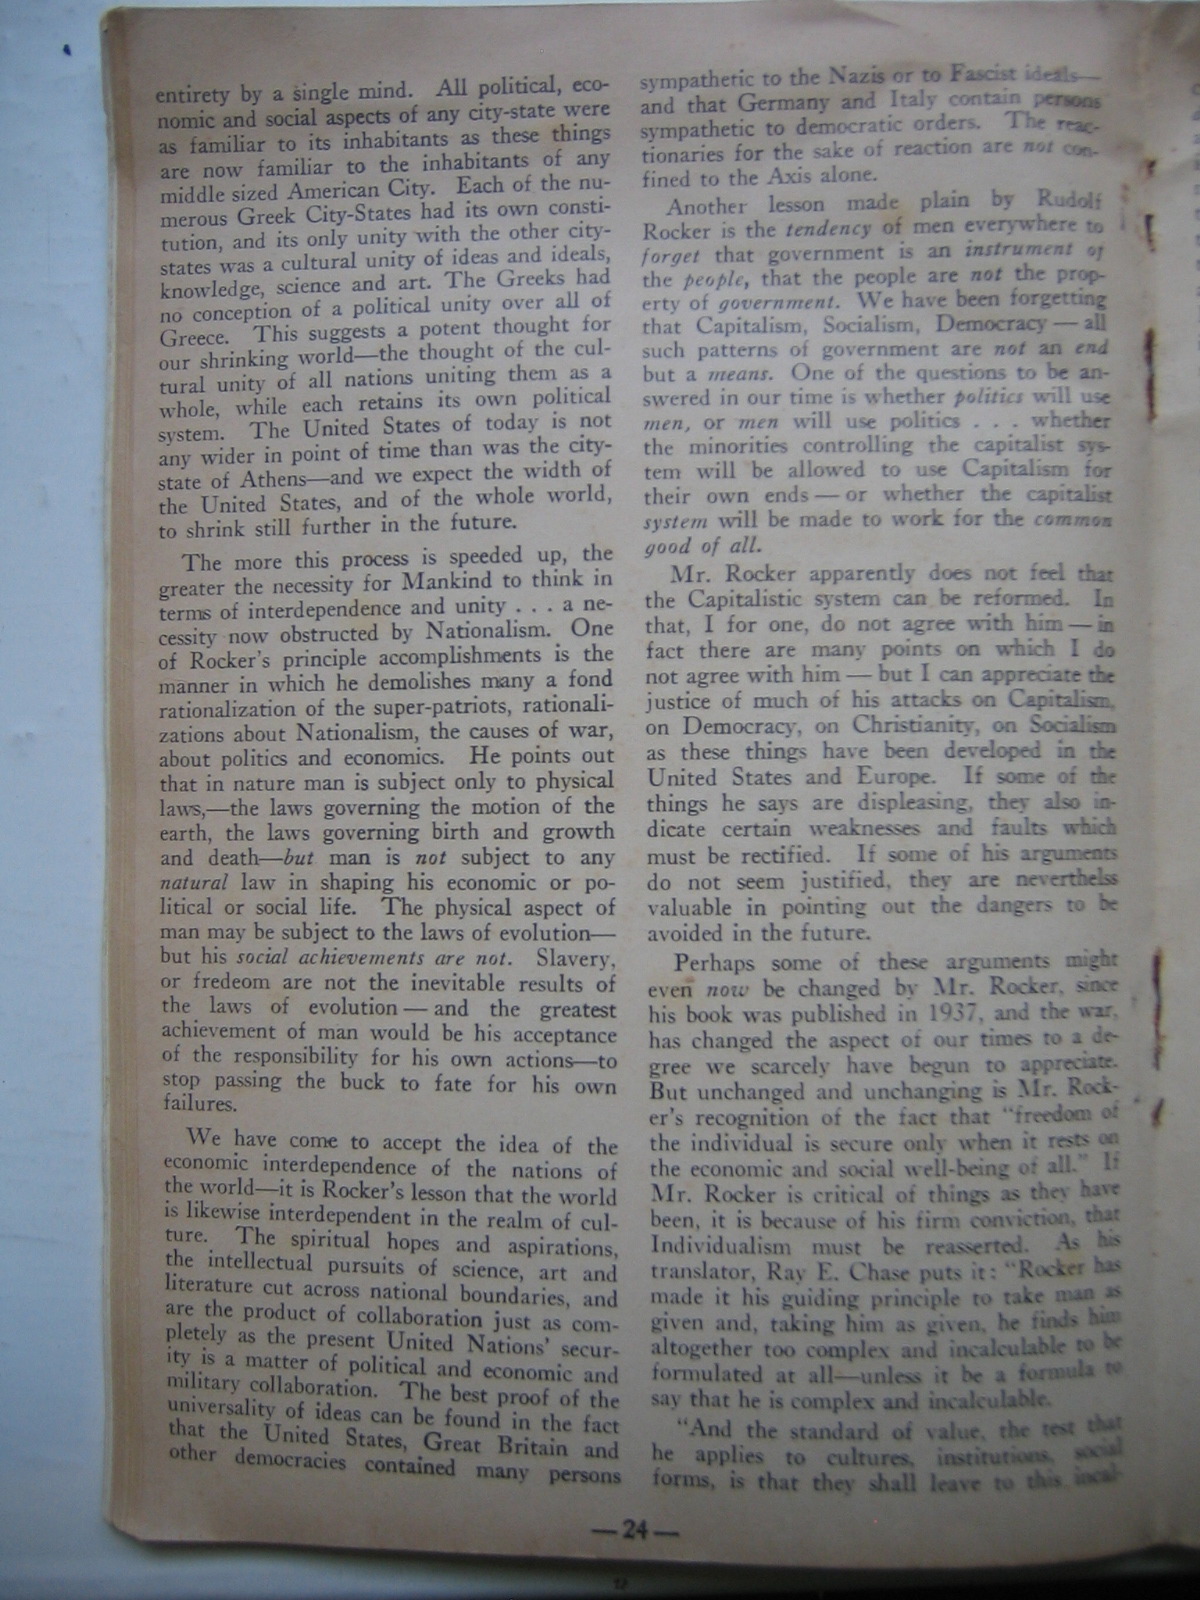 entirety by a single mind. All political, eco-
nomic and social aspects of any city-state were
as familiar to its inhabitants as these things
are now familiar to the inhabitants of any
middle sized American City. Each of the nu-
merous Greek City-States had its own consti-
tution, and its only unity with the other city-
states was a cultural unity of ideas and ideals,
knowledge, science and art. The Greeks had
no conception of a political unity over all of
Greece. This suggests a potent thought for
our shrinking world—the thought of the cul-
tural unity of all nations uniting them as a
whole, while each retains its own political
system. The United States of today is not
any wider in point of time than was the city-
state of Athens—and we expect the width of
the United States, and of the whole world,
to shrink still further in the future.
The more this process is speeded up, the
greater the necessity for Mankind to think in
terms of interdependence and unity . . . a ne-
cessity now obstructed by Nationalism. One
of Rocker's principle accomplishments is the
manner in which he demolishes many a fond
rationalization of the super-patriots, rationali-
zations about Nationalism, the causes of war,
about politics and economics. He points out
that in nature man is subject only to physical
laws,—the laws governing the motion of the
earth, the laws governing birth and growth
and death—but man is not subject to any
natural law in shaping his economic or po-
litical or social life. The physical aspect of
man may be subject to the laws of evolution—
but his social achievements are not. Slavery,
or fredeom are not the inevitable results of
the laws of evolution — and the greatest
achievement of man would be his acceptance
of the responsibility for his own actions—to
stop passing the buck to fate for his own
failures.
We have come to accept the idea of the
economic interdependence of the nations of
the world—it is Rocker's lesson that the world
is likewise interdependent in the realm of cul-
ture. The spiritual hopes and aspirations,
the intellectual pursuits of science, art and
literature cut across national boundaries, and
are the product of collaboration just as com-
pletely as the present United Nations' secur-
ity is a matter of political and economic and
military collaboration. The best proof of the
universality of ideas can be found in the fact
that the United States, Great Britain and
other democracies contained many persons
sympathetic to the Nazis or to Fascist ideals—
and that Germany and Italy contain persons
sympathetic to democratic orders. The reac-
tionaries for the sake of reaction are not con-
fined to the Axis alone.
Another lesson made plain by Rudolf
Rocker is the tendency of men everywhere to
forget that government is an instrument of
the people, that the people are not the prop-
erty of government. We have been forgetting
that Capitalism, Socialism, Democracy — all
such patterns of government are not an end
but a means. One of the questions to be an-
swered in our time is whether politics will use
men, or men will use politics . . . whether
the minorities controlling the capitalist sys-
tem will be allowed to use Capitalism for
their own ends — or whether the capitalist
system will be made to work for the common
good of all.
Mr. Rocker apparently does not feel that
the Capitalistic system can be reformed. In
that, I for one, do not agree with him — in
fact there are many points on which I do
not agree with him — but I can appreciate the
justice of much of his attacks on Capitalism,
on Democracy, on Christianity, on Socialism
as these things have been developed in the
United States and Europe. If some of the
things he says are displeasing, they also in-
dicate certain weaknesses and faults which
must be rectified. If some of his arguments
do not seem justified, they are neverthelss
valuable in pointing out the dangers to be
avoided in the future.
Perhaps some of these arguments might
even now be changed by Mr. Rocker, since
his book was published in 1937, and the war,
has changed the aspect of our times to a de-
gree we scarcely have begun to appreciate.
But unchanged and unchanging is Mr. Rock-
er's recognition of the fact that "freedom of
the individual is secure only when it rests on
the economic and social well-being of all." If
Mr. Rocker is critical of things as they have
been, it is because of his firm conviction, that
Individualism must be reasserted. As his
translator, Ray E. Chase puts it: "Rocker has
made it his guiding principle to take man as
given and, taking him as given, he finds him
altogether too complex and incalculable to be
formulated at all—unless it be a formula to
say that he is complex and incalculable.
"And the standard of value, the test that
he applies to cultures, institutions, social
forms, is that they shall leave to this incal-
— 24 —